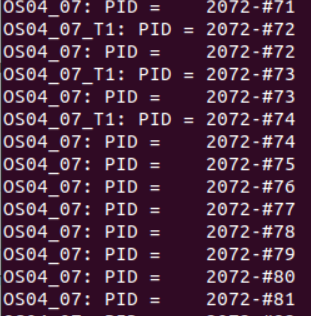 OS04_07: PID =    2072-#71
OS04_07_T1: PID = 2072-#72
OS04_07: PID =    2072-#72
OS04_07_T1: PID = 2072-#73
OS04_07: PID =    2072-#73
OS04_07_T1: PID = 2072-#74
OS04_07: PID =    2072-#74
OS04_07: PID =    2072-#75
OS04_07: PID =    2072-#76
OS04_07: PID =    2072-#77
OS04_07: PID =    2072-#78
OS04_07: PID =    2072-#79
OS04_07: PID =    2072-#80
OS04_07: PID =    2072-#81